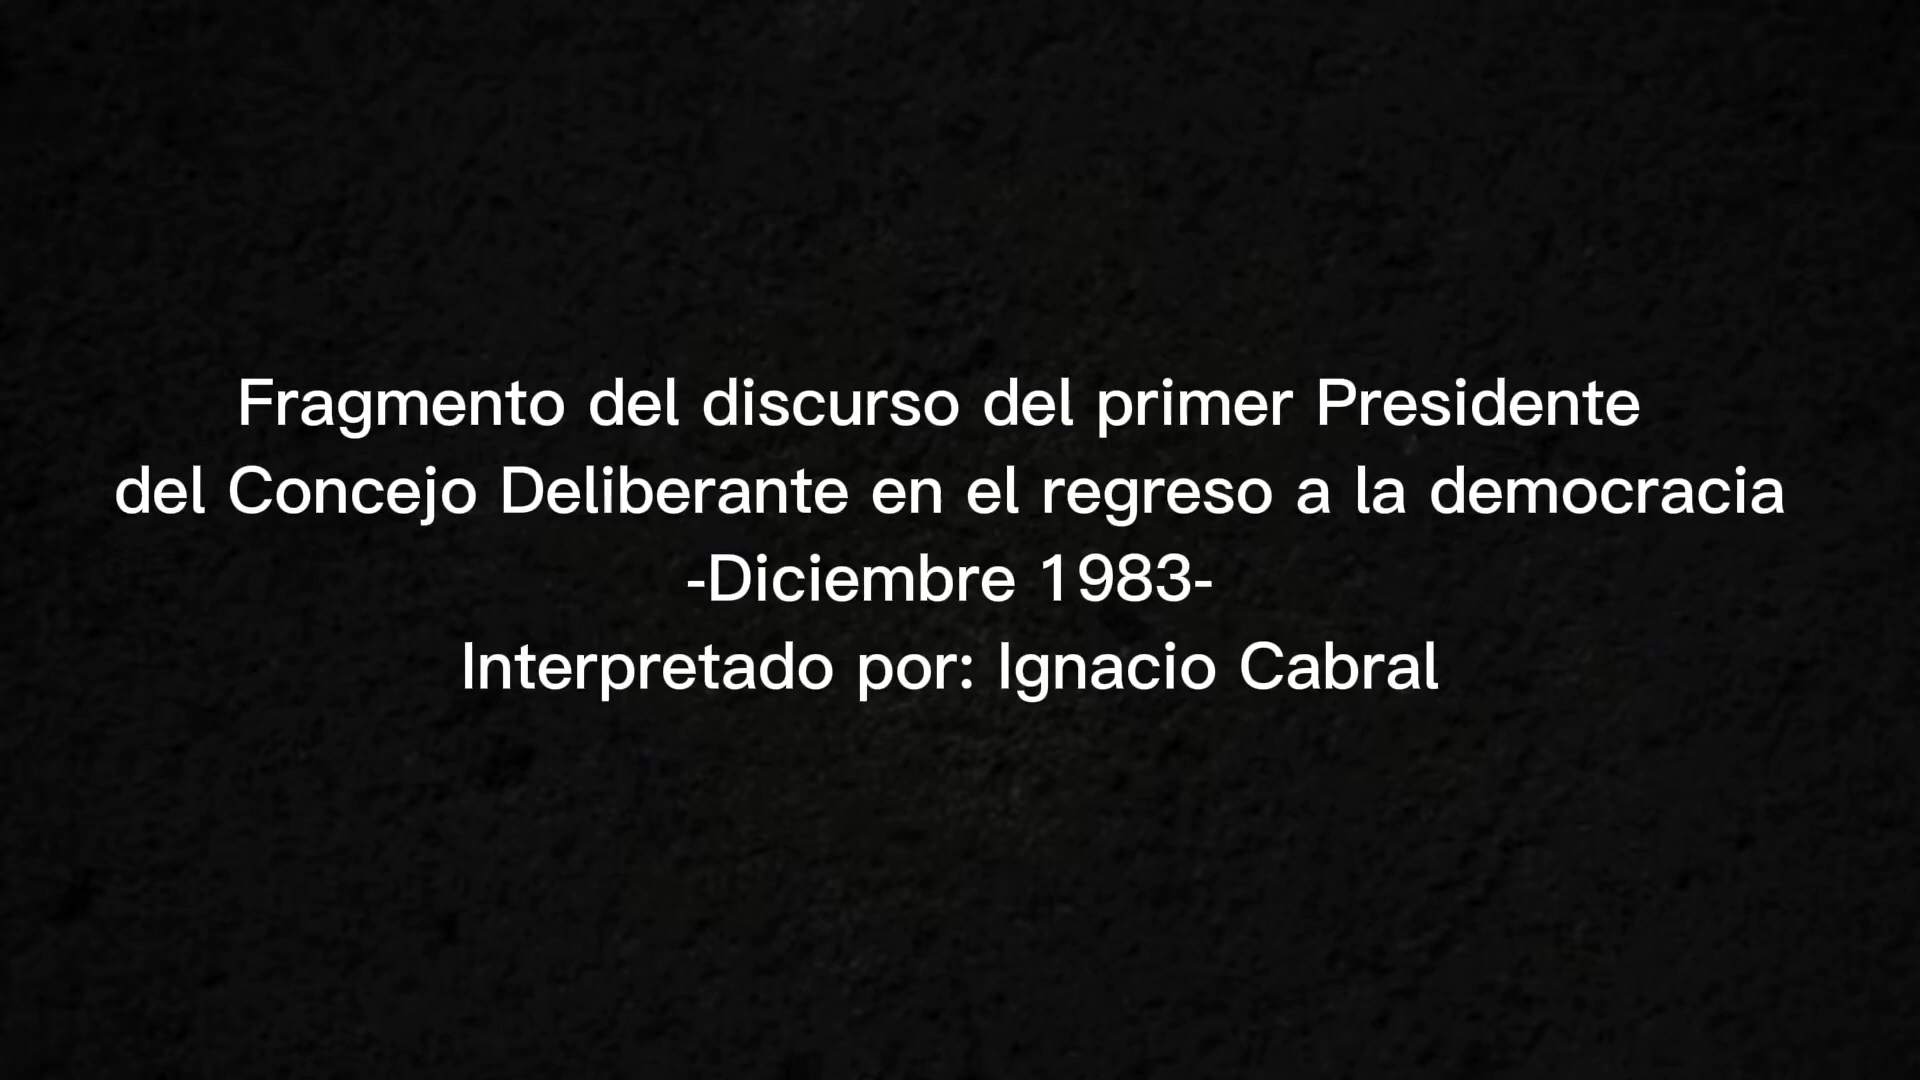 Fragmento del discurso del primer Presidente
del Concejo Deliberante en el regreso a la democracia
-Diciembre 1983-
Interpretado por: Ignacio Cabral